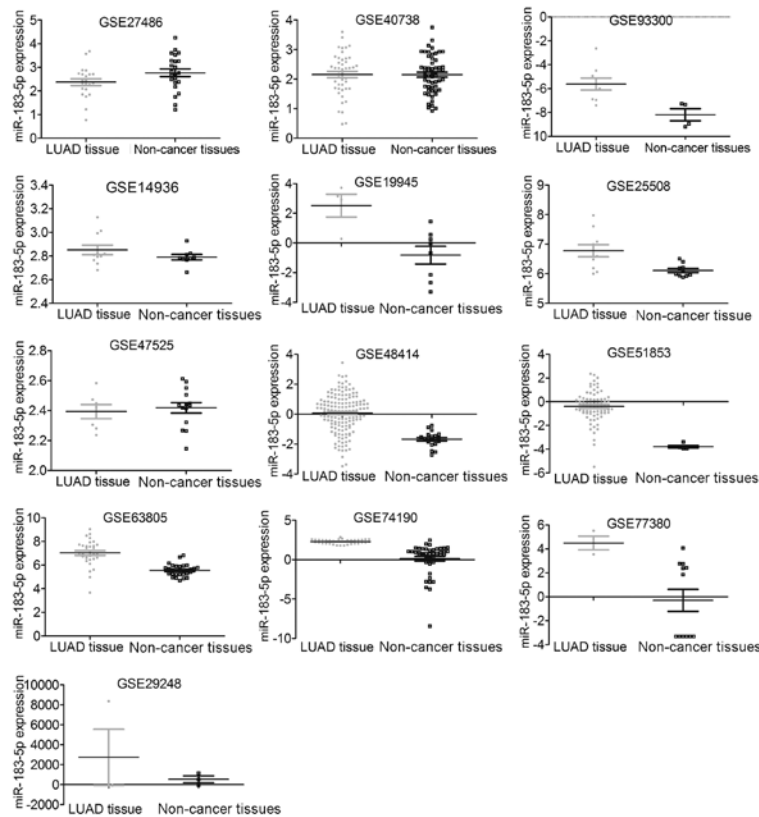 GSE27486
miR-183-5p expression
5
4
3
2
1
0
LUAD tissue Non-cancer tissues
GSE40738
miR-183-5p expression
4
3
2
1
0
LUAD tissue Non-cancer tissues
GSE93300
miR-183-5p expression
0
-2
-4
-6
-8
10
LUAD tissue Non-cancer tissues
GSE14936
miR-183-5p expression
3.4
3.2
3.0
2.8
2.6
2.4
LUAD tissue Non-cancer tissues
GSE19945
miR-183-5p expression
4
2
0
-2
-4
LUAD tissue Non-cancer tissues
GSE25508
miR-183-5p expression
9
8
7
6
5
LUAD tissue Non-cancer tissues
GSE47525
miR-183-5p expression
2.8
2.6
2.4
2.2
2.0
LUAD tissue Non-cancer tissues
GSE48414
miR-183-5p expression
4
2
0
-2
-4
LUAD tissue Non-cancer tissues
GSE51853
miR-183-5p expression
4
2
0
-2
-4
-6
LUAD tissue Non-cancer tissues
GSE63805
miR-183-5p expression
10
8
6
4
2
0
LUAD tissue Non-cancer tissues
GSE74190
miR-183-5p expression
5
0
-5
-10
LUAD tissue Non-cancer tissues
GSE77380
miR-183-5p expression
6
4
2
0
-2
-4
LUAD tissue Non-cancer tissues
GSE29248
miR-183-5p expression
10000
8000
6000
4000
2000
0
-2000
LUAD tissue Non-cancer tissues